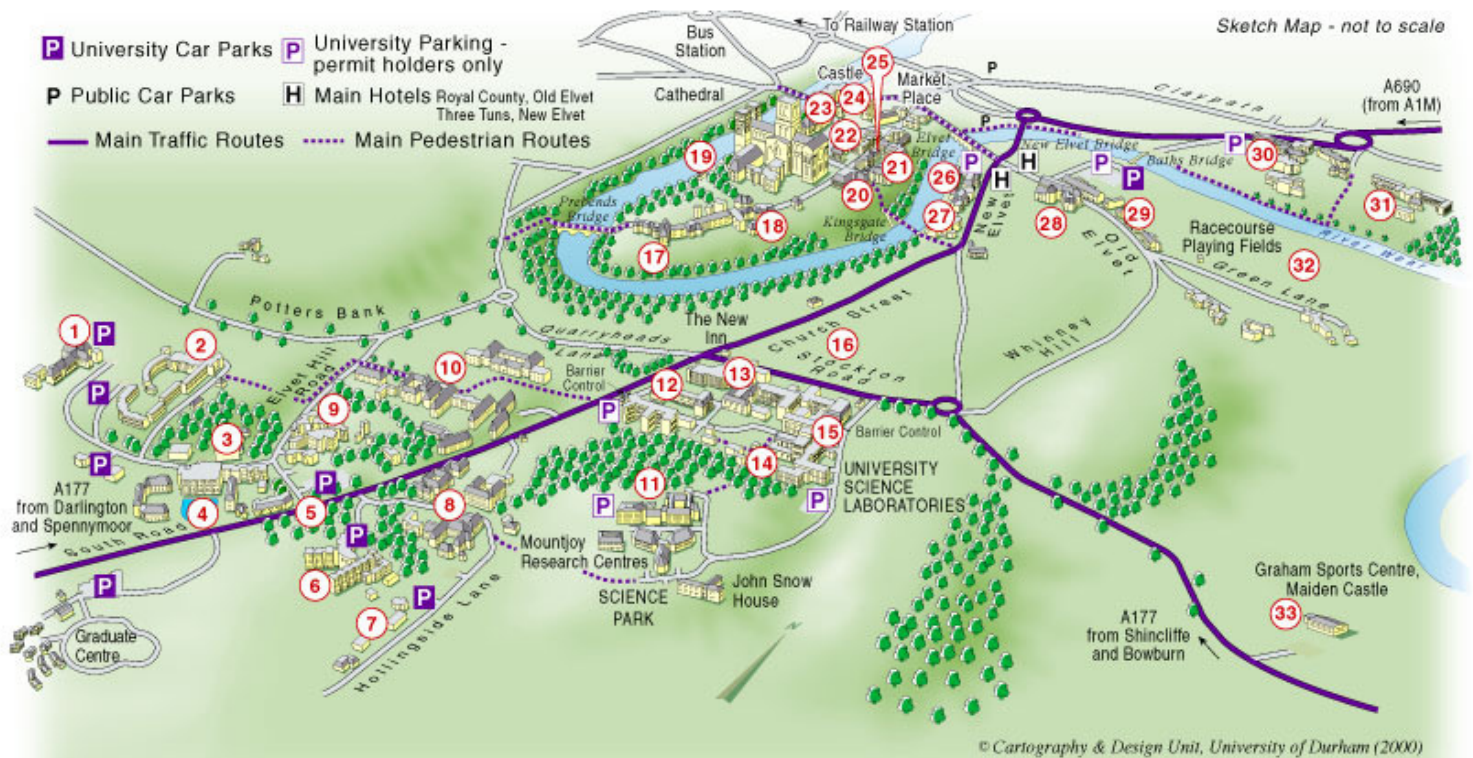 Sketch Map - not to scale
P University Car Parks
P University Parking -
permit holders only
P Public Car Parks
H Main Hotels Royal County, Old Elvet
Three Tuns, New Elvet
Main Traffic Routes
Main Pedestrian Routes
To Railway Station
Bus
Station
Cathedral
Castle
Market
Place
25
23
24
22
21
20
19
18
17
P
P
Claypath
A690
(from A1M)
Elvet
Bridge
New Elvet Bridge
Baths Bridge
P
P
P
P
H
H
26
27
28
29
30
31
32
New
Elvet
Old
Elvet
Racecourse
Playing Fields
River Wear
Green Lane
Prebends
Bridge
Kingsgate
Bridge
Potters Bank
Quarryheads
Lane
The New
Inn
Church Street
Stockton
Road
16
Whinney
Hill
1
P
2
P
Elvet Hill
Road
10
Barrier
Control
P
12
13
15
Barrier Control
14
UNIVERSITY
SCIENCE
LABORATORIES
P
3
9
P
A177
from Darlington
and Spennymoor
South Road
4
5
P
P
8
11
P
Mountjoy
Research Centres
SCIENCE
PARK
John Snow
House
6
7
P
P
Hollingside Lane
Graduate
Centre
N
A177
from Shincliffe
and Bowburn
Graham Sports Centre,
Maiden Castle
33
© Cartography & Design Unit, University of Durham (2000)